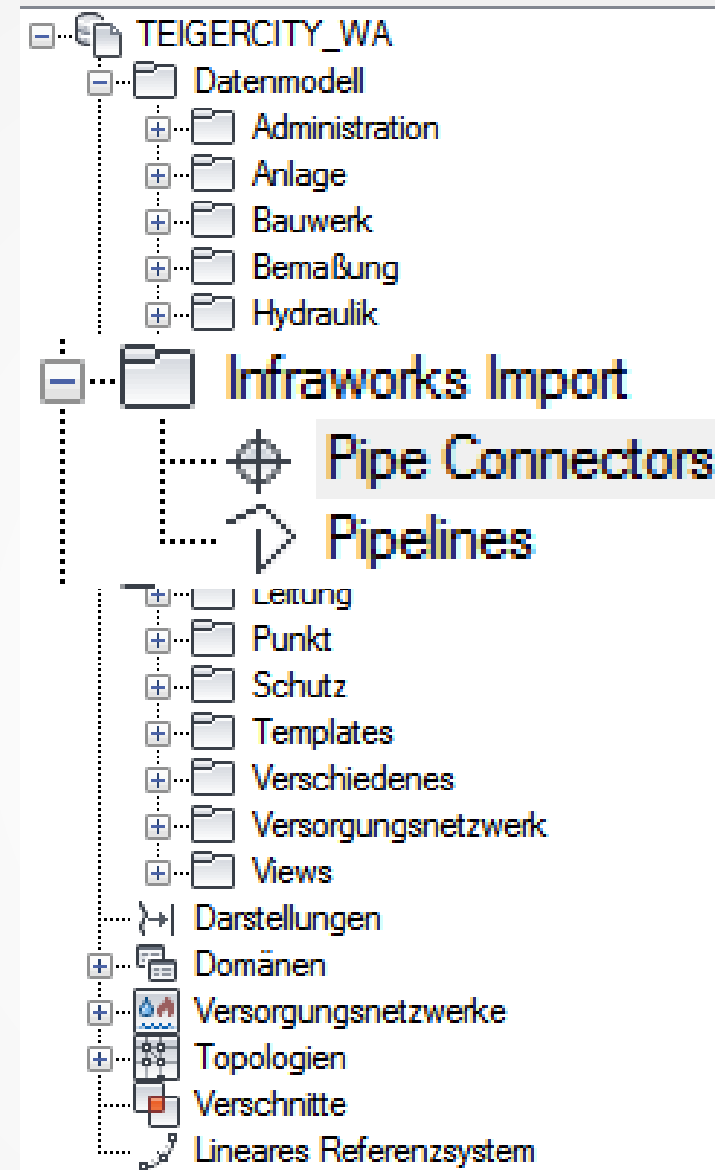 TEIGERCITY_WA
Datenmodell
Administration
Anlage
Bauwerk
Bemaßung
Hydraulik
Infraworks Import
Pipe Connectors
Pipelines
Leitung
Punkt
Schutz
Templates
Verschiedenes
Versorgungsnetzwerk
Views
Darstellungen
Domänen
Versorgungsnetzwerke
Topologien
Verschnitte
Lineares Referenzsystem